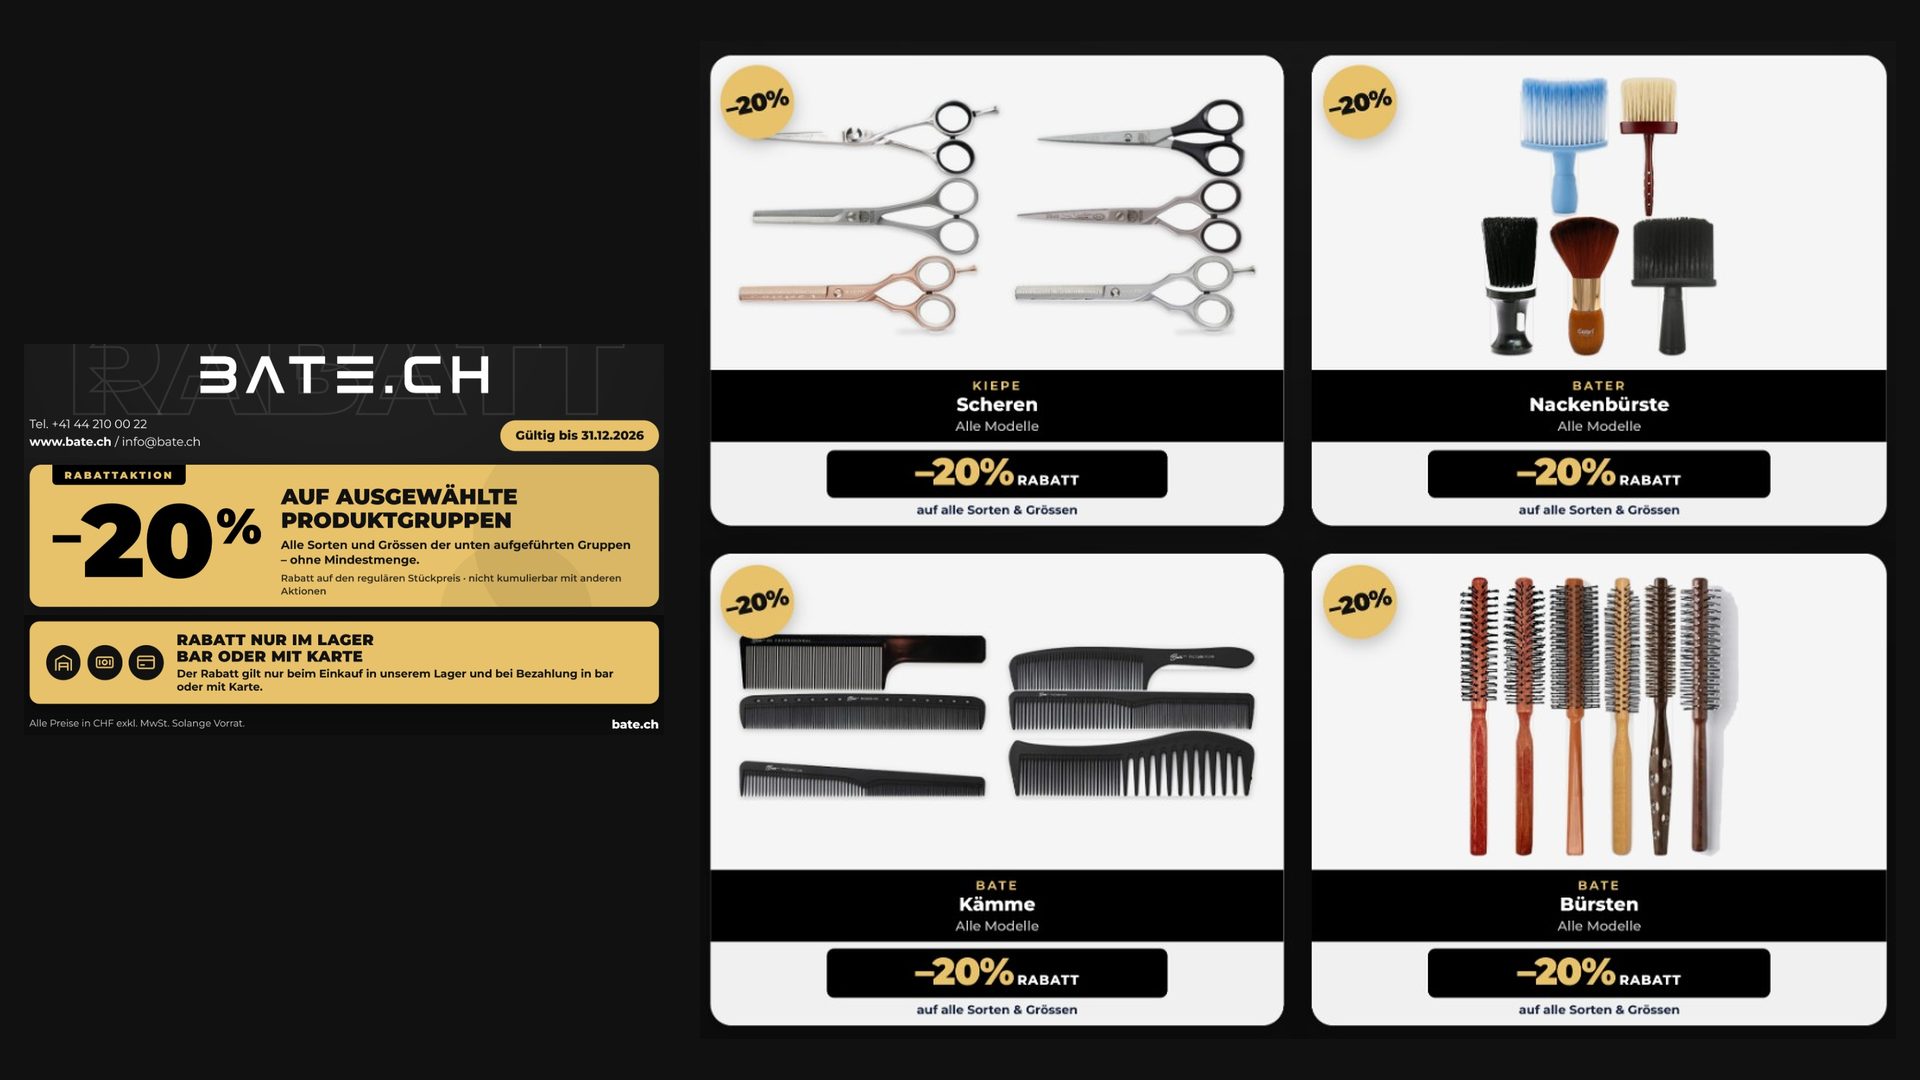 BATE.CH
Tel. +41 44 210 00 22
www.bate.ch / info@bate.ch
Gültig bis 31.12.2026
RABATTAKTION
–20%
AUF AUSGEWÄHLTE
PRODUKTGRUPPEN
Alle Sorten und Grössen der unten aufgeführten Gruppen
– ohne Mindestmenge.
Rabatt auf den regulären Stückpreis · nicht kumulierbar mit anderen
Aktionen
RABATT NUR IM LAGER
BAR ODER MIT KARTE
Der Rabatt gilt nur beim Einkauf in unserem Lager und bei Bezahlung in bar
oder mit Karte.
Alle Preise in CHF exkl. MwSt. Solange Vorrat.
bate.ch
–20%
KIEPE
Scheren
Alle Modelle
–20% RABATT
auf alle Sorten & Grössen
–20%
BATER
Nackenbürste
Alle Modelle
–20% RABATT
auf alle Sorten & Grössen
–20%
BATE
Kämme
Alle Modelle
–20% RABATT
auf alle Sorten & Grössen
–20%
BATE
Bürsten
Alle Modelle
–20% RABATT
auf alle Sorten & Grössen